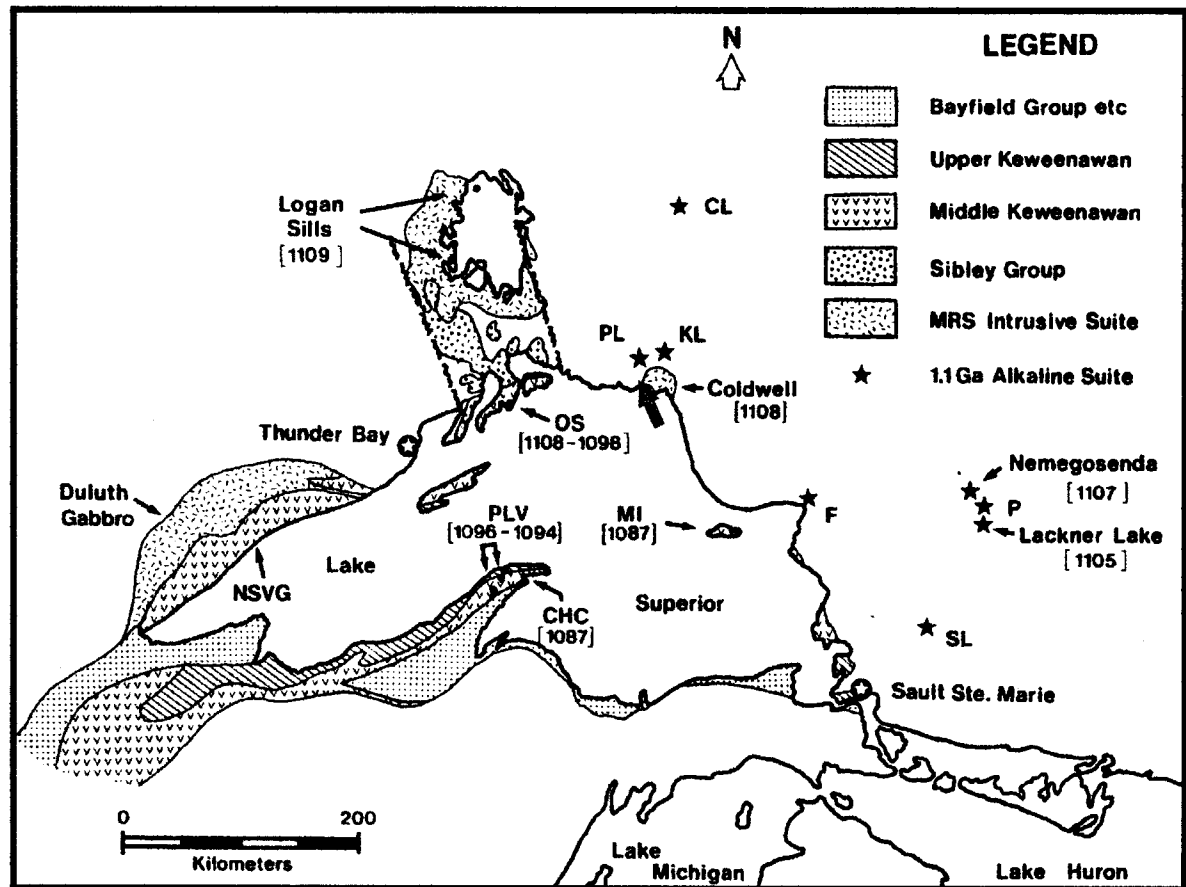 N
LEGEND
Bayfield Group etc
Upper Keweenawan
Middle Keweenawan
Sibley Group
MRS Intrusive Suite
1.1Ga Alkaline Suite
Logan
Sills
[1109]
CL
PL
KL
Coldwell
[1108]
OS
[1108-1098]
Thunder Bay
Duluth
Gabbro
NSVG
PLV
[1096-1094]
MI
[1087]
F
Nemegosenda
[1107]
P
Lackner Lake
[1105]
Lake
Superior
CHC
[1087]
SL
Sault Ste. Marie
0
200
Kilometers
Lake
Michigan
Lake Huron